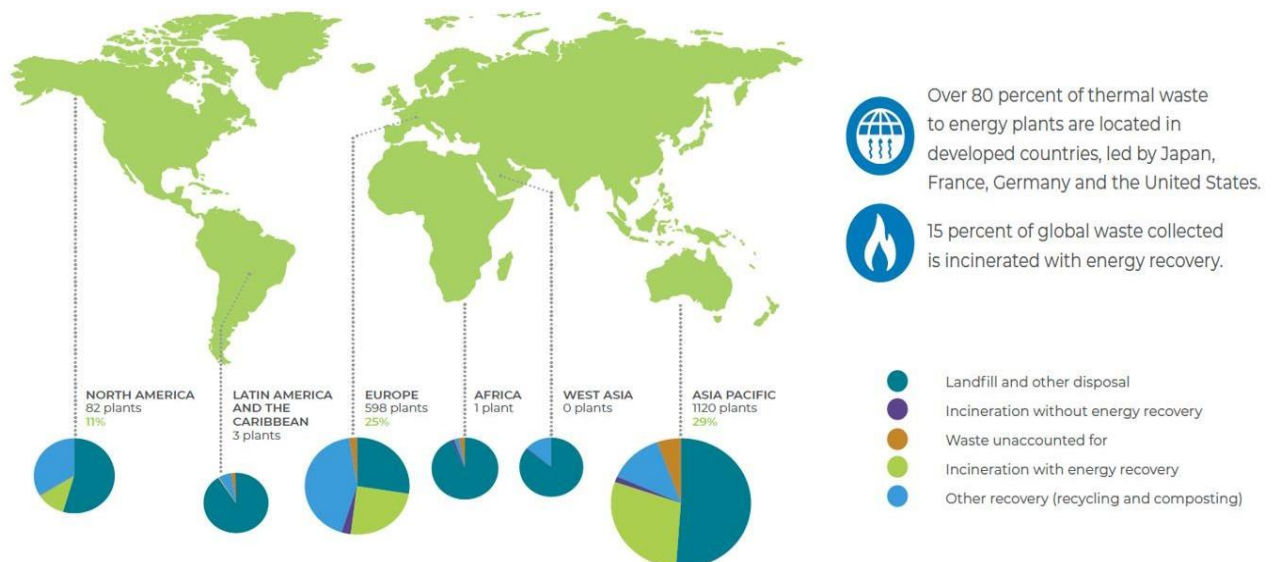 Over 80 percent of thermal waste
to energy plants are located in
developed countries, led by Japan,
France, Germany and the United States.
15 percent of global waste collected
is incinerated with energy recovery.
NORTH AMERICA
82 plants
11%
LATIN AMERICA
AND THE
CARIBBEAN
3 plants
EUROPE
598 plants
25%
AFRICA
1 plant
WEST ASIA
0 plants
ASIA PACIFIC
1120 plants
29%
Landfill and other disposal
Incineration without energy recovery
Waste unaccounted for
Incineration with energy recovery
Other recovery (recycling and composting)